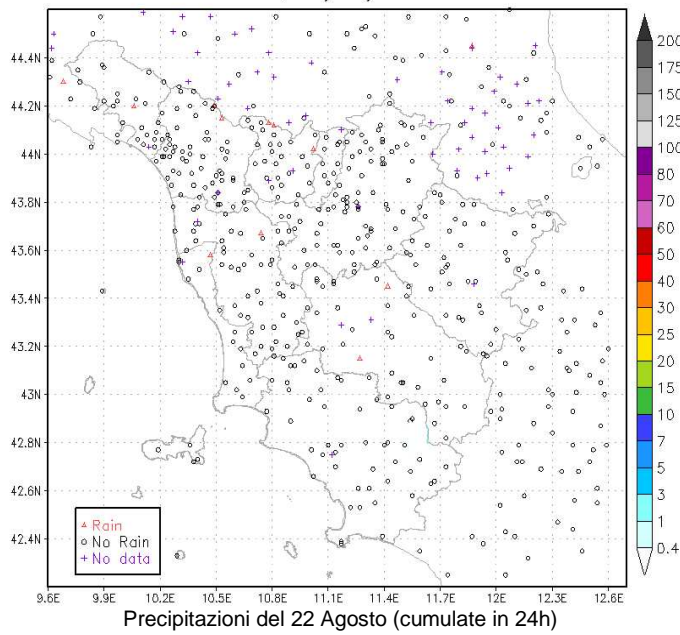 44.4N
44.2N
44N
43.8N
43.6N
43.4N
43.2N
43N
42.8N
42.6N
42.4N
Rain
No Rain
No data
9.6E 9.9E 10.2E 10.5E 10.8E 11.1E 11.4E 11.7E 12E 12.3E 12.6E
200
175
150
125
100
80
70
60
50
40
30
25
20
15
10
7
5
3
1
0.4
Precipitazioni del 22 Agosto (cumulate in 24h)